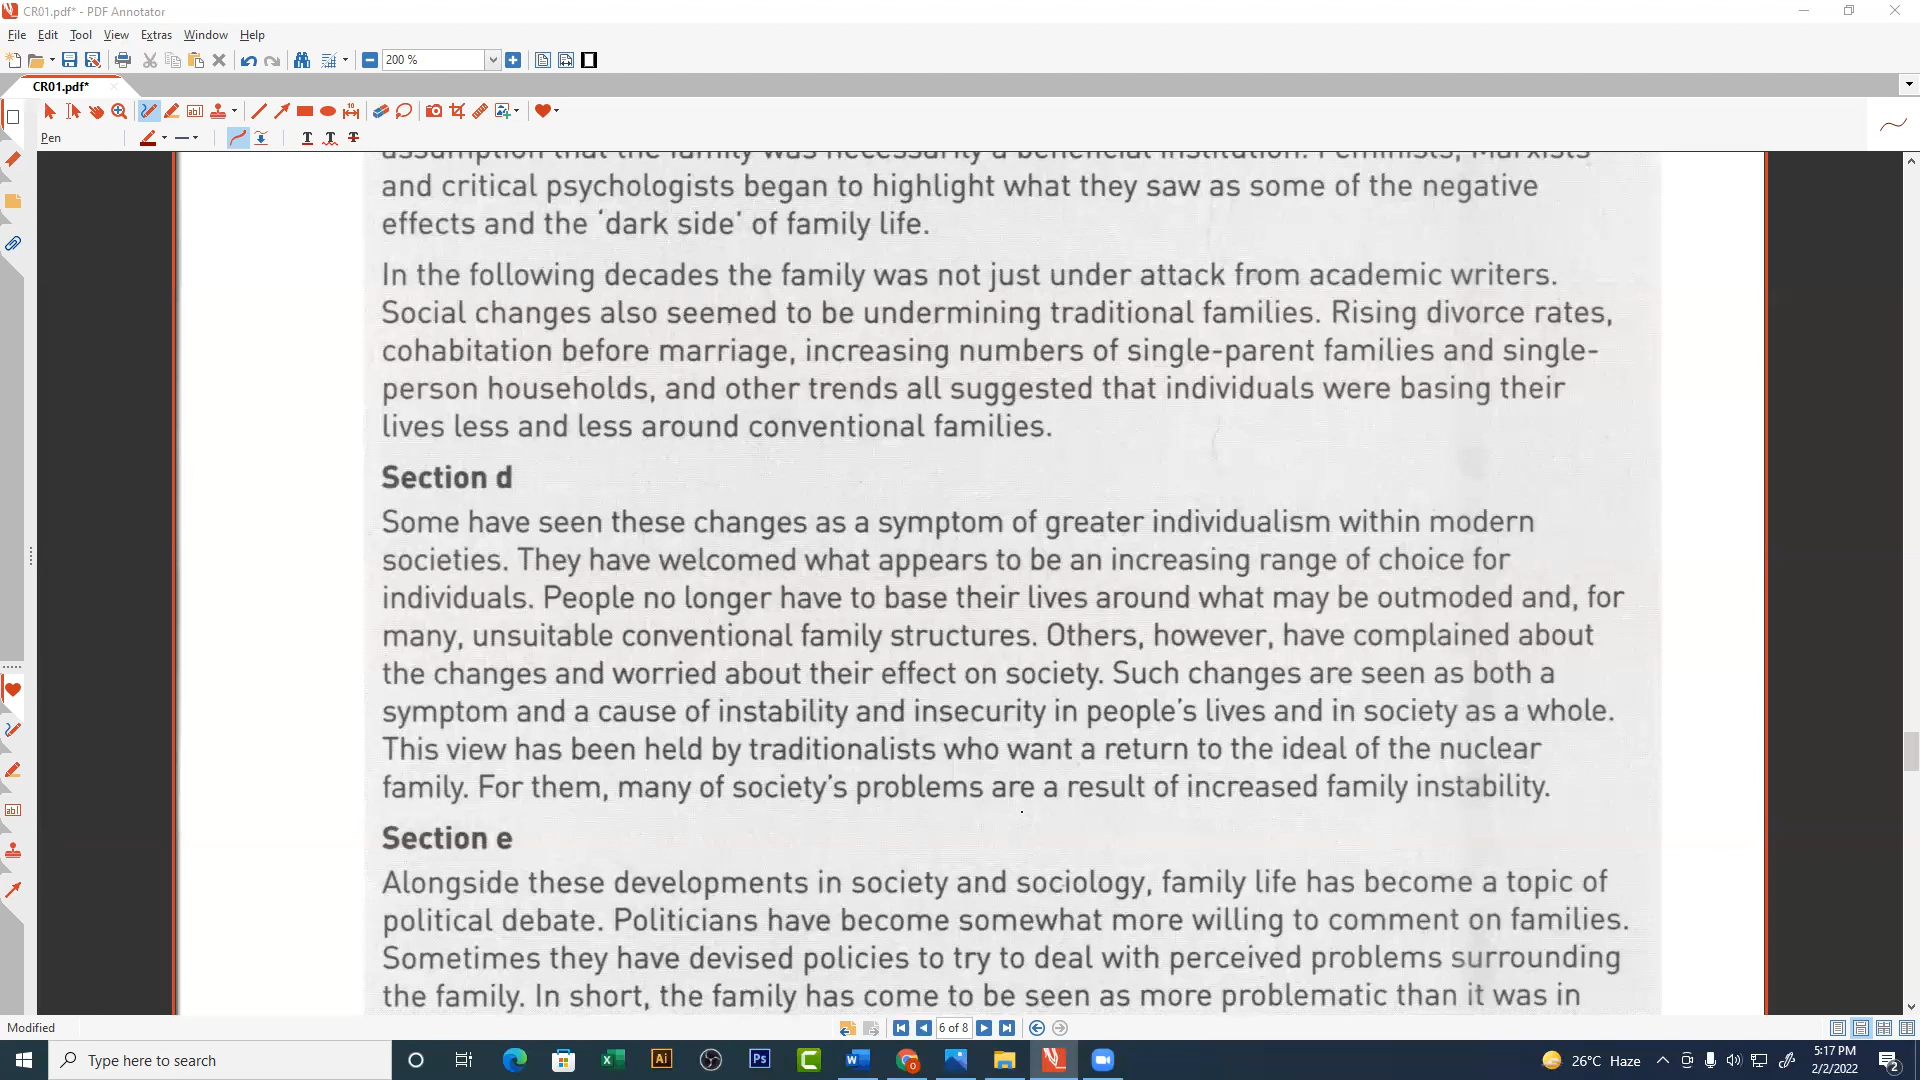 CR01.pdf* - PDF Annotator
File Edit Tool View Extras Window Help
200 %
CR01.pdf*
Pen
assumption that the family was necessarily a beneficial institution. Feminists, Marxists
and critical psychologists began to highlight what they saw as some of the negative
effects and the ‘dark side’ of family life.
In the following decades the family was not just under attack from academic writers.
Social changes also seemed to be undermining traditional families. Rising divorce rates,
cohabitation before marriage, increasing numbers of single-parent families and single-
person households, and other trends all suggested that individuals were basing their
lives less and less around conventional families.
Section d
Some have seen these changes as a symptom of greater individualism within modern
societies. They have welcomed what appears to be an increasing range of choice for
individuals. People no longer have to base their lives around what may be outmoded and, for
many, unsuitable conventional family structures. Others, however, have complained about
the changes and worried about their effect on society. Such changes are seen as both a
symptom and a cause of instability and insecurity in people’s lives and in society as a whole.
This view has been held by traditionalists who want a return to the ideal of the nuclear
family. For them, many of society’s problems are a result of increased family instability.
Section e
Alongside these developments in society and sociology, family life has become a topic of
political debate. Politicians have become somewhat more willing to comment on families.
Sometimes they have devised policies to try to deal with perceived problems surrounding
the family. In short, the family has come to be seen as more problematic than it was in
Modified
6 of 8
Type here to search
Ai
Ps
26°C Haze
5:17 PM
2/2/2022
2